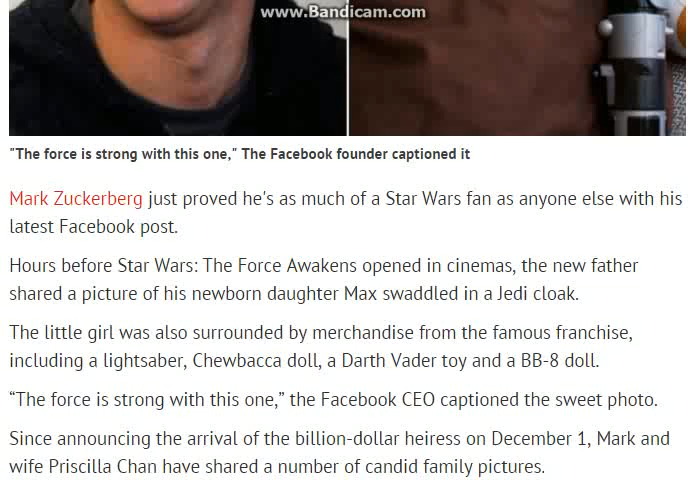 www.Bandicam.com
"The force is strong with this one," The Facebook founder captioned it
Mark Zuckerberg just proved he's as much of a Star Wars fan as anyone else with his
latest Facebook post.
Hours before Star Wars: The Force Awakens opened in cinemas, the new father
shared a picture of his newborn daughter Max swaddled in a Jedi cloak.
The little girl was also surrounded by merchandise from the famous franchise,
including a lightsaber, Chewbacca doll, a Darth Vader toy and a BB-8 doll.
“The force is strong with this one,” the Facebook CEO captioned the sweet photo.
Since announcing the arrival of the billion-dollar heiress on December 1, Mark and
wife Priscilla Chan have shared a number of candid family pictures.